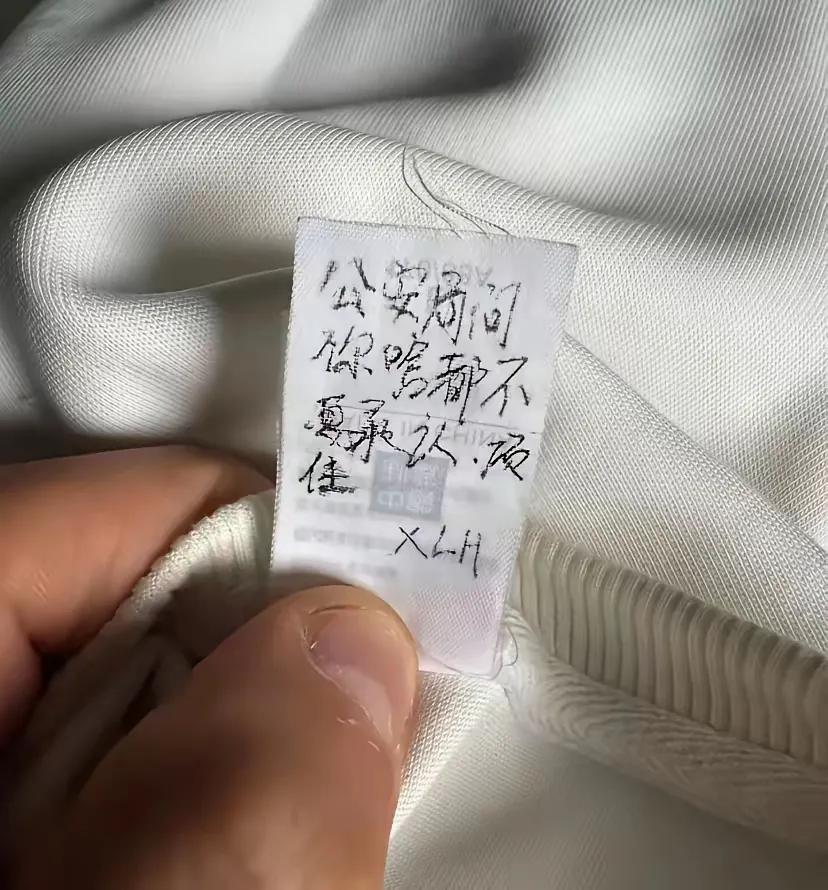 公安局问
你啥都不
要承认.顶
住
XLH